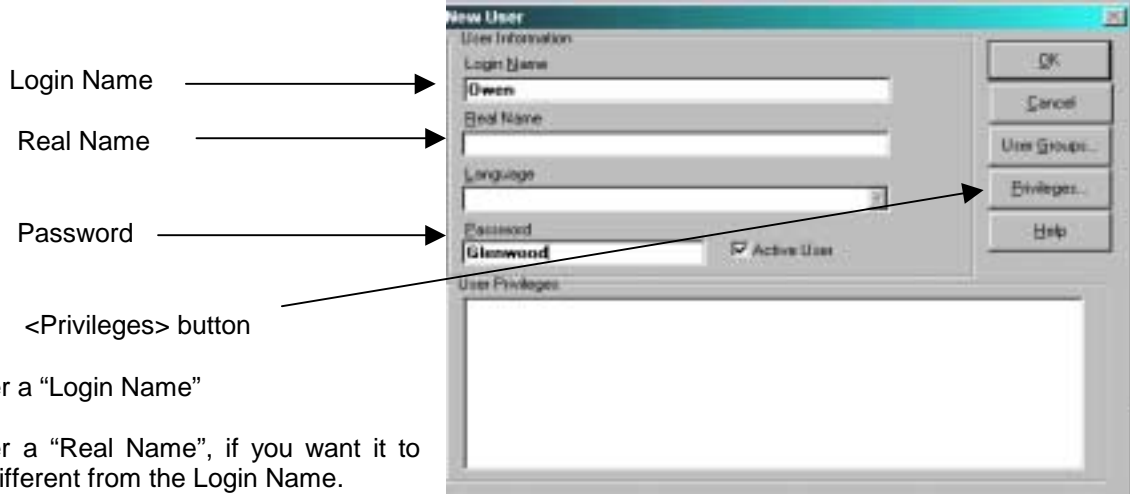 New User
User Information
Login Name
Login Name
Owen
Real Name
Real Name
Language
Password
Password
Glenwood
Active User
OK
Cancel
User Groups...
Privileges...
Help
User Privileges
<Privileges> button
r a “Login Name”
r a “Real Name”, if you want it to
ifferent from the Login Name.